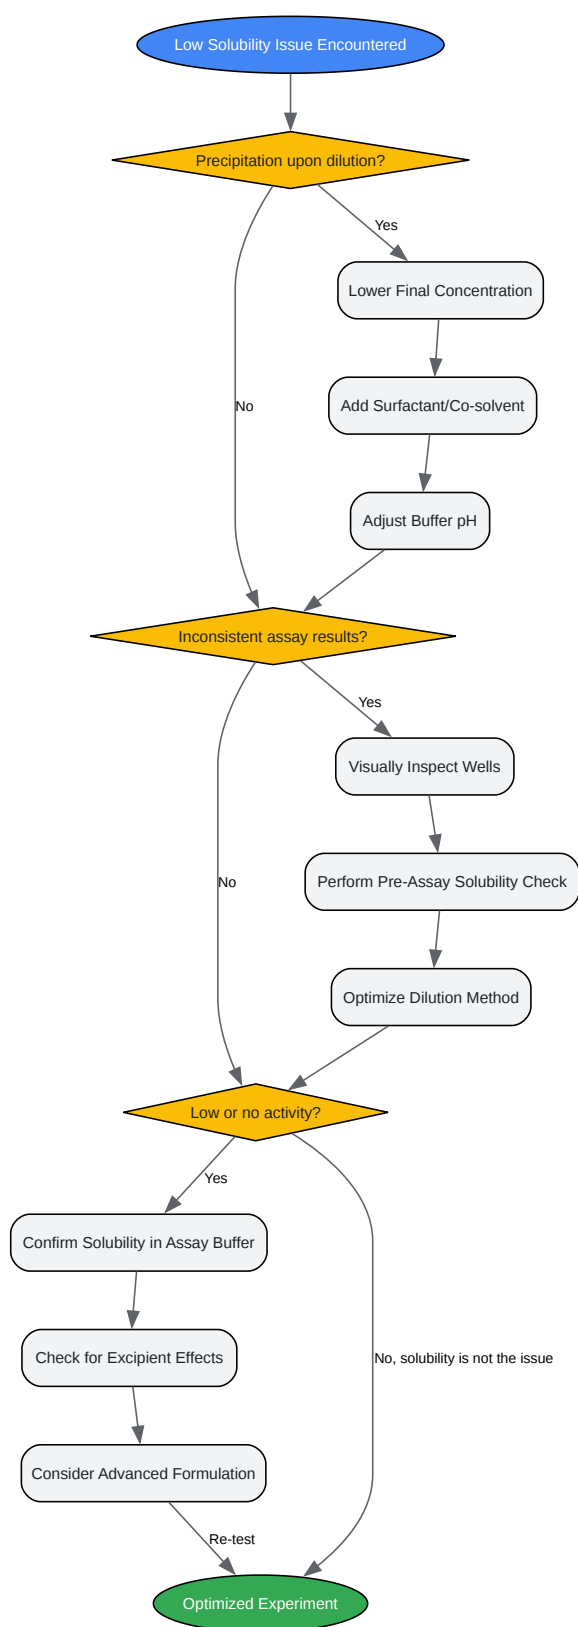 Low Solubility Issue Encountered
Precipitation upon dilution?
Yes
Lower Final Concentration
Add Surfactant/Co-solvent
No
Adjust Buffer pH
Inconsistent assay results?
Yes
Visually Inspect Wells
No
Perform Pre-Assay Solubility Check
Optimize Dilution Method
Low or no activity?
Yes
Confirm Solubility in Assay Buffer
Check for Excipient Effects
No, solubility is not the issue
Consider Advanced Formulation
Re-test
Optimized Experiment